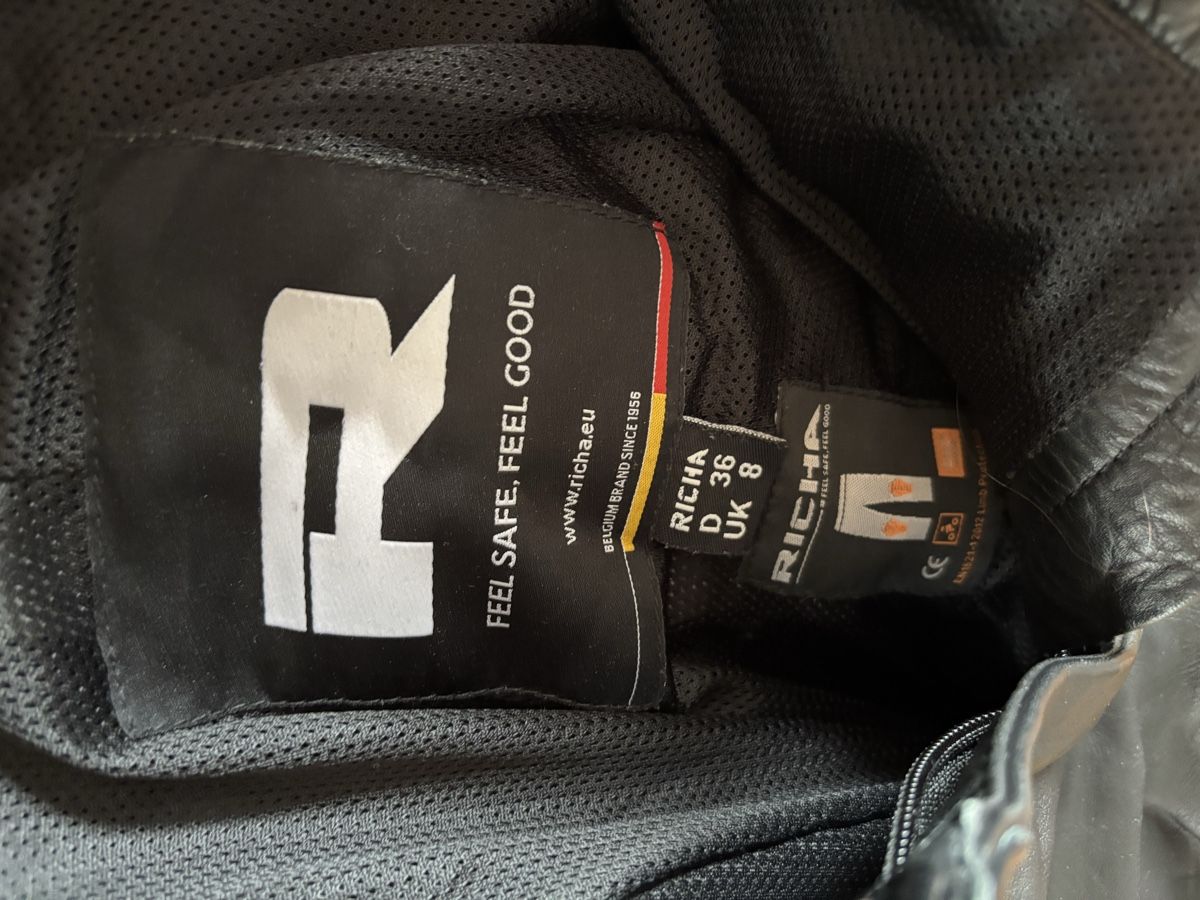 R
FEEL SAFE, FEEL GOOD
www.richa.eu
BELGIUM BRAND SINCE 1956
RICHA
D 36
UK 8
RICHA
FEEL SAFE, FEEL GOOD
CE